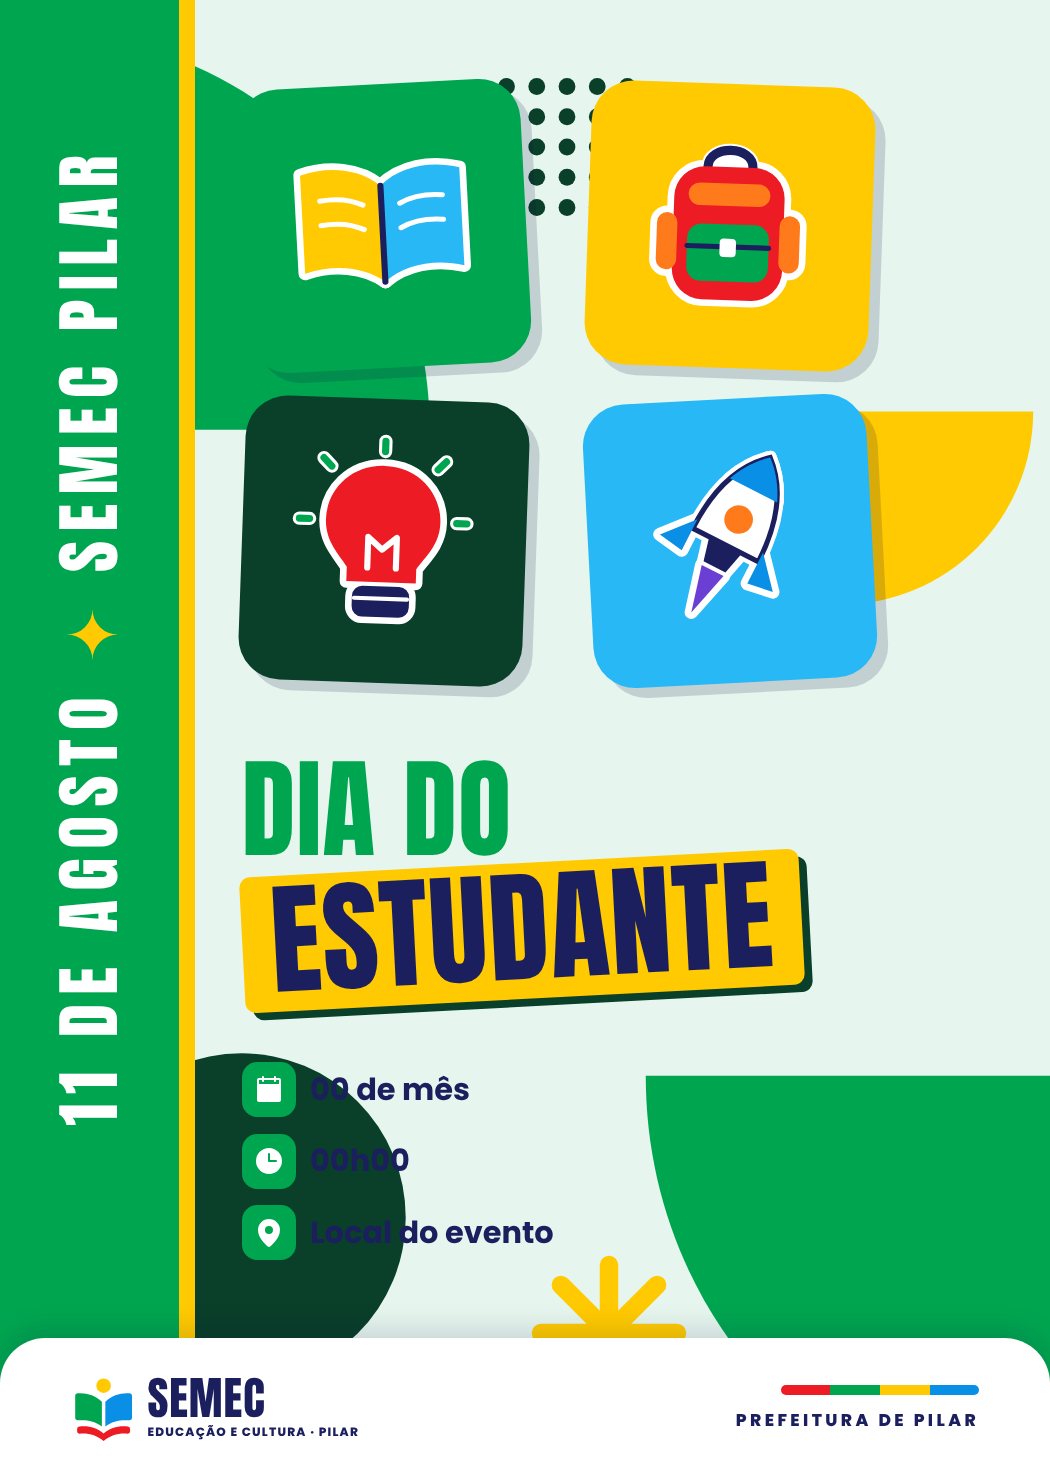 11 DE AGOSTO ✦ SEMEC PILAR
M
DIA DO
ESTUDANTE
00 de mês
00h00
Local do evento
SEMEC
EDUCAÇÃO E CULTURA · PILAR
PREFEITURA DE PILAR